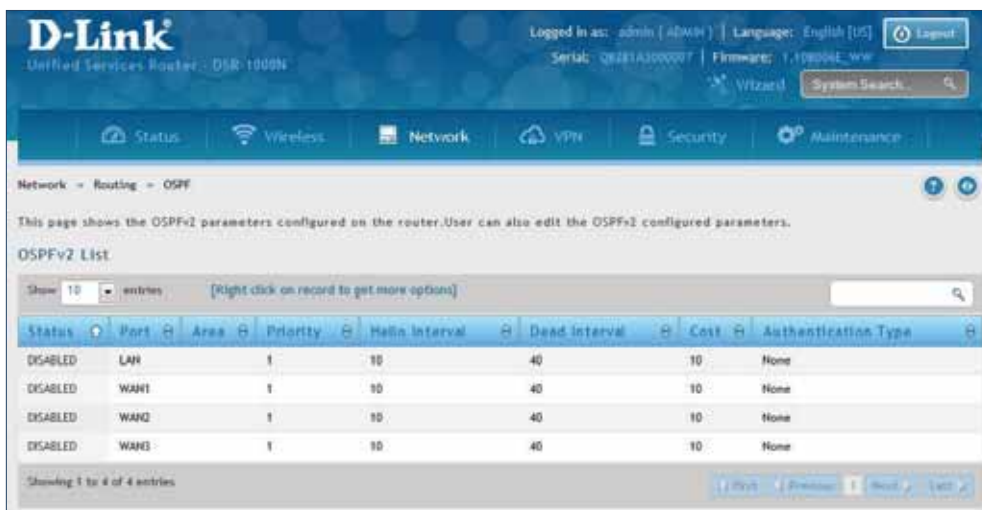 D-Link
Unified Services Router - DSR-1000N
Logged in as: admin ( ADMIN ) | Language: English [US]
Logout
Serial: | Firmware:
Wizard
System Search..
Status
Wireless
Network
VPN
Security
Maintenance
Network » Routing » OSPF
This page shows the OSPFv2 parameters configured on the router.User can also edit the OSPFv2 configured parameters.
OSPFv2 List
Show 10 entries [Right click on record to get more options]
Status Port Area Priority Hello Interval Dead Interval Cost Authentication Type
DISABLED LAN 1 10 40 10 None
DISABLED WAN1 1 10 40 10 None
DISABLED WAN2 1 10 40 10 None
DISABLED WAN3 1 10 40 10 None
Showing 1 to 4 of 4 entries
First Previous 1 Next Last